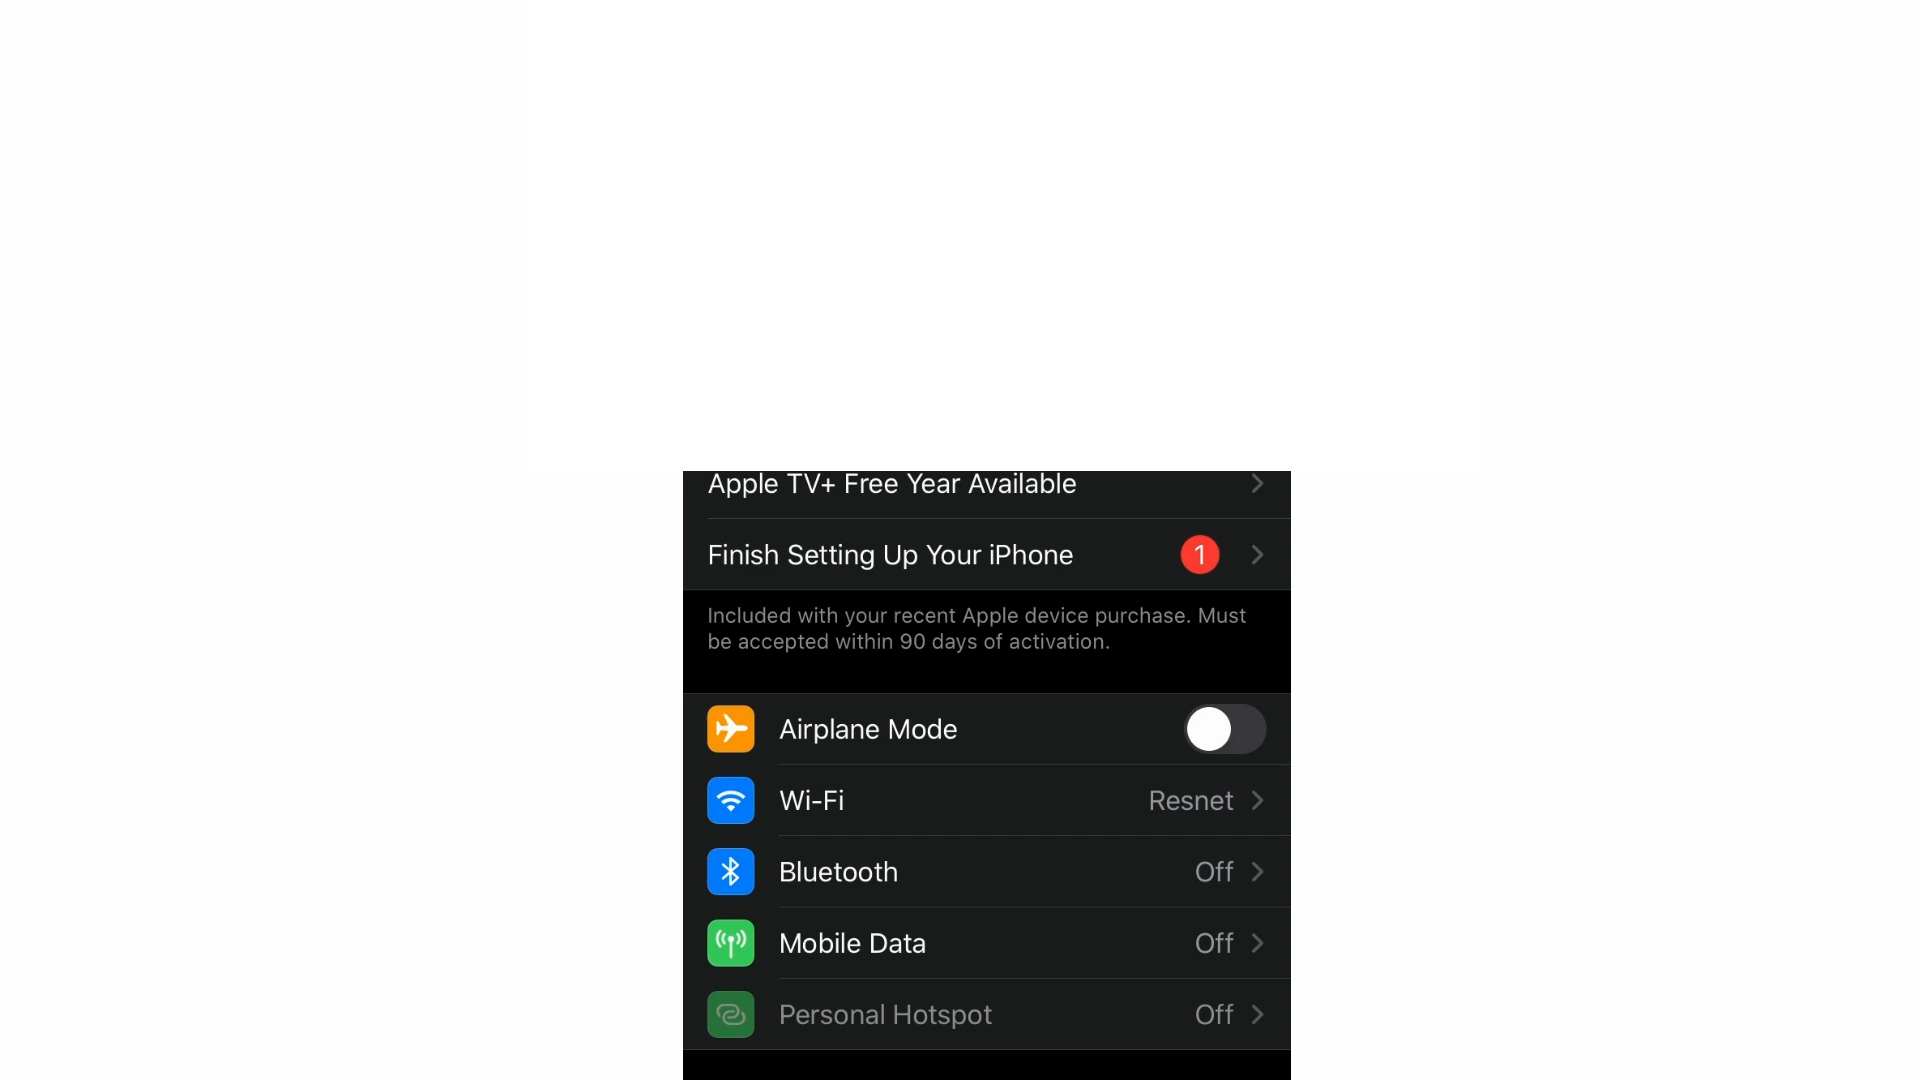 Apple TV+ Free Year Available
Finish Setting Up Your iPhone 1
Included with your recent Apple device purchase. Must
be accepted within 90 days of activation.
Airplane Mode
Wi-Fi Resnet
Bluetooth Off
Mobile Data Off
Personal Hotspot Off